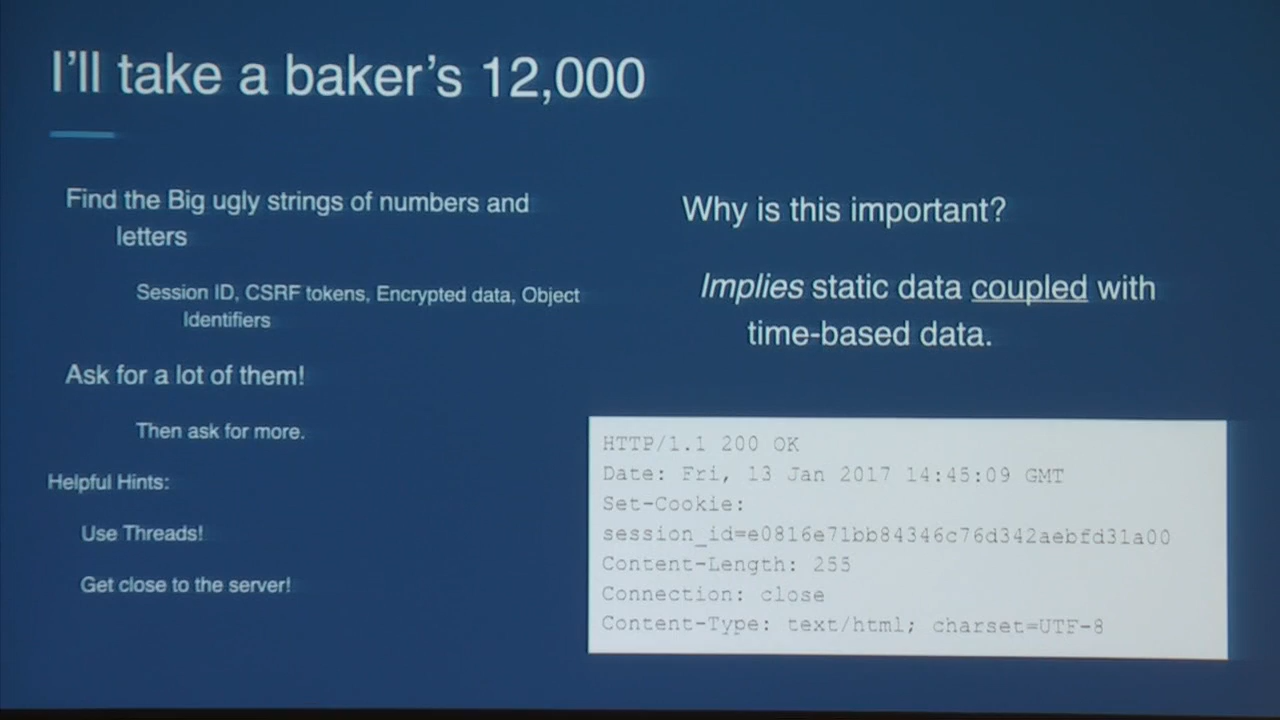 I'll take a baker's 12,000
Find the Big ugly strings of numbers and
letters
Session ID, CSRF tokens, Encrypted data, Object
Identifiers
Ask for a lot of them!
Then ask for more.
Helpful Hints:
Use Threads!
Get close to the server!
Why is this important?
Implies static data coupled with
time-based data.
HTTP/1.1 200 OK
Date: Fri, 13 Jan 2017 14:45:09 GMT
Set-Cookie:
session_id=e0816e71bb84346c76d342aebfd31a00
Content-Length: 255
Connection: close
Content-Type: text/html; charset=UTF-8